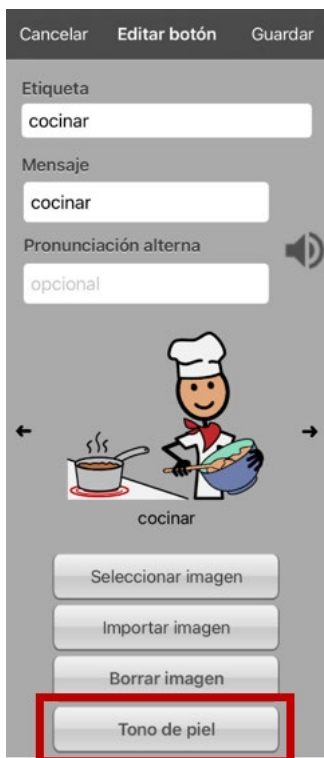 Cancelar Editar botón Guardar
Etiqueta
cocinar
Mensaje
cocinar
Pronunciación alterna
opcional
cocinar
Seleccionar imagen
Importar imagen
Borrar imagen
Tono de piel